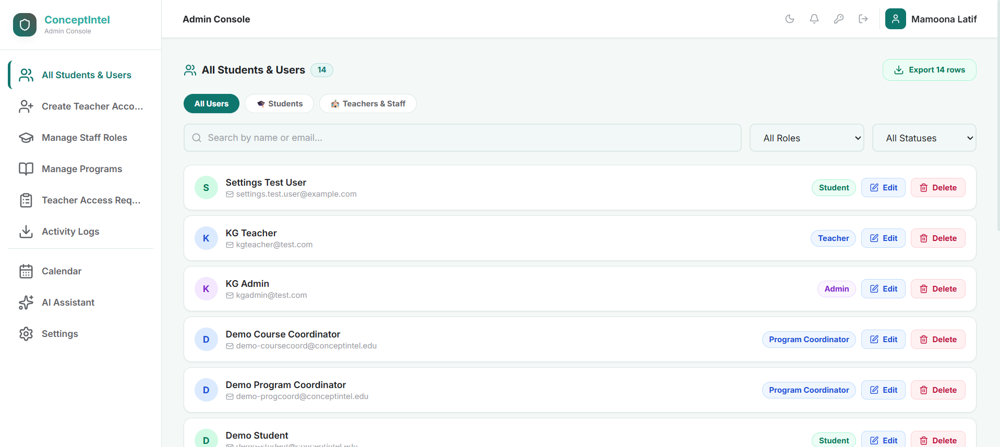 ConceptIntel
Admin Console
All Students & Users
Create Teacher Acco...
Manage Staff Roles
Manage Programs
Teacher Access Req...
Activity Logs
Calendar
AI Assistant
Settings
Admin Console
Mamoona Latif
All Students & Users 14
Export 14 rows
All Users Students Teachers & Staff
Search by name or email...
All Roles
All Statuses
S Settings Test User
settings.test.user@example.com
Student Edit Delete
K KG Teacher
kgteacher@test.com
Teacher Edit Delete
K KG Admin
kgadmin@test.com
Admin Edit Delete
D Demo Course Coordinator
demo-coursecoord@conceptintel.edu
Program Coordinator Edit Delete
D Demo Program Coordinator
demo-progcoord@conceptintel.edu
Program Coordinator Edit Delete
D Demo Student
demo-student@conceptintel.edu
Student Edit Delete